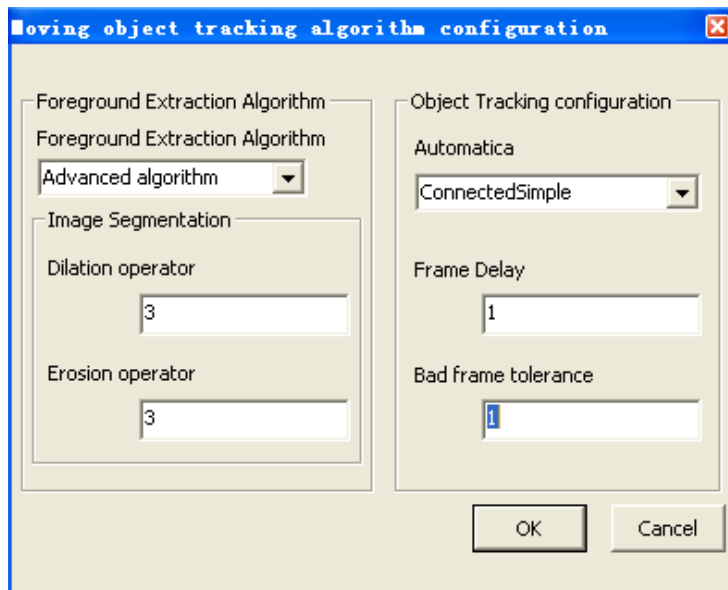 Moving object tracking algorithm configuration
Foreground Extraction Algorithm
Foreground Extraction Algorithm
Advanced algorithm
Image Segmentation
Dilation operator
3
Erosion operator
3
Object Tracking configuration
Automatica
ConnectedSimple
Frame Delay
1
Bad frame tolerance
1
OK
Cancel